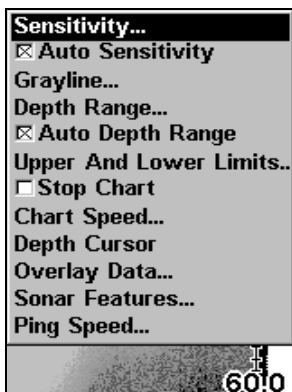 Sensitivity...
Auto Sensitivity
Grayline...
Depth Range...
Auto Depth Range
Upper And Lower Limits..
Stop Chart
Chart Speed...
Depth Cursor
Overlay Data...
Sonar Features...
Ping Speed...
60.0